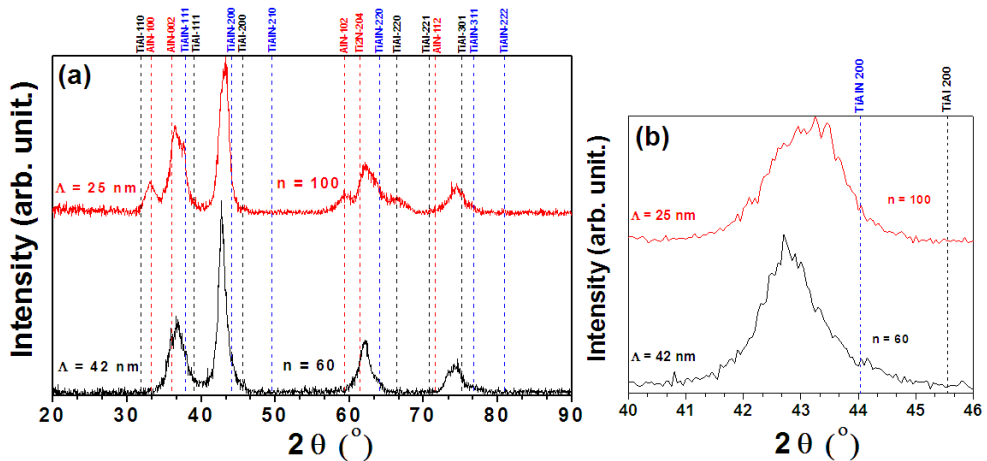 TiAl-110
AlN-100
AlN-002
TiAlN-111
TiAl-111
TiAlN-200
TiAl-200
TiAlN-210
AlN-102
Ti2N-204
TiAlN-220
TiAl-220
TiAl-221
AlN-112
TiAl-301
TiAlN-311
TiAlN-222
(a)
Λ = 25 nm
n = 100
Λ = 42 nm
n = 60
Intensity (arb. unit.)
20 30 40 50 60 70 80 90
2 θ (°)
TiAlN 200
TiAl 200
(b)
Λ = 25 nm
n = 100
Λ = 42 nm
n = 60
Intensity (arb. unit.)
40 41 42 43 44 45 46
2 θ (°)